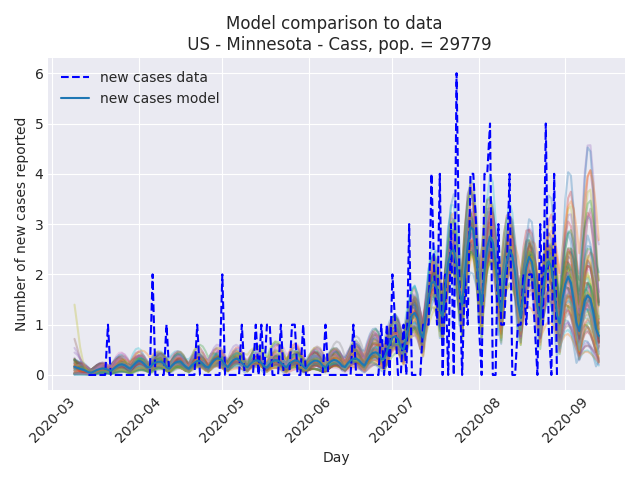 Model comparison to data
US - Minnesota - Cass, pop. = 29779
new cases data
new cases model
Number of new cases reported
6
5
4
3
2
1
0
2020-03
2020-04
2020-05
2020-06
2020-07
2020-08
2020-09
Day